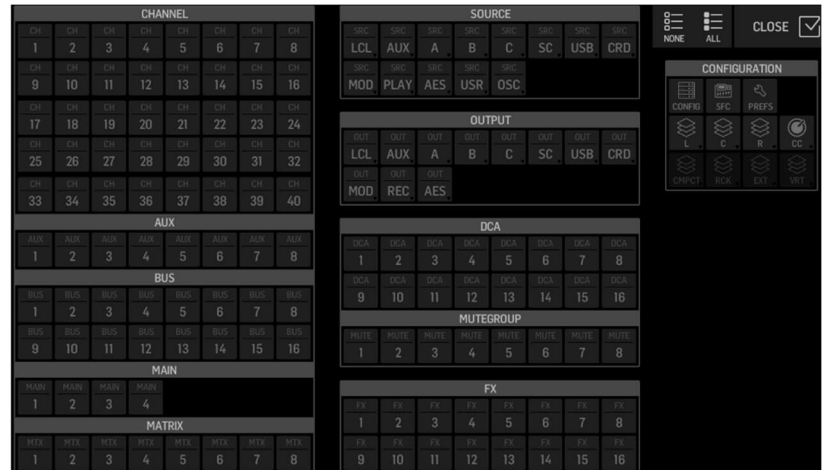 CHANNEL
CH CH CH CH CH CH CH CH
1 2 3 4 5 6 7 8
CH CH CH CH CH CH CH CH
9 10 11 12 13 14 15 16
CH CH CH CH CH CH CH CH
17 18 19 20 21 22 23 24
CH CH CH CH CH CH CH CH
25 26 27 28 29 30 31 32
CH CH CH CH CH CH CH CH
33 34 35 36 37 38 39 40
AUX
AUX AUX AUX AUX AUX AUX AUX AUX
1 2 3 4 5 6 7 8
BUS
BUS BUS BUS BUS BUS BUS BUS BUS
1 2 3 4 5 6 7 8
BUS BUS BUS BUS BUS BUS BUS BUS
9 10 11 12 13 14 15 16
MAIN
MAIN MAIN MAIN MAIN
1 2 3 4
MATRIX
MTX MTX MTX MTX MTX MTX MTX MTX
1 2 3 4 5 6 7 8
SOURCE
SRC SRC SRC SRC SRC SRC SRC SRC
LCL AUX A B C SC USB CRD
SRC SRC SRC SRC SRC
MOD PLAY AES USR OSC
OUTPUT
OUT OUT OUT OUT OUT OUT OUT OUT
LCL AUX A B C SC USB CRD
OUT OUT OUT
MOD REC AES
DCA
DCA DCA DCA DCA DCA DCA DCA DCA
1 2 3 4 5 6 7 8
DCA DCA DCA DCA DCA DCA DCA DCA
9 10 11 12 13 14 15 16
MUTEGROUP
MUTE MUTE MUTE MUTE MUTE MUTE MUTE MUTE
1 2 3 4 5 6 7 8
FX
FX FX FX FX FX FX FX FX
1 2 3 4 5 6 7 8
FX FX FX FX FX FX FX FX
9 10 11 12 13 14 15 16
NONE ALL CLOSE
CONFIGURATION
CONFIG SFC PREFS
L C R CC
CMPCT RCK EXT VRT